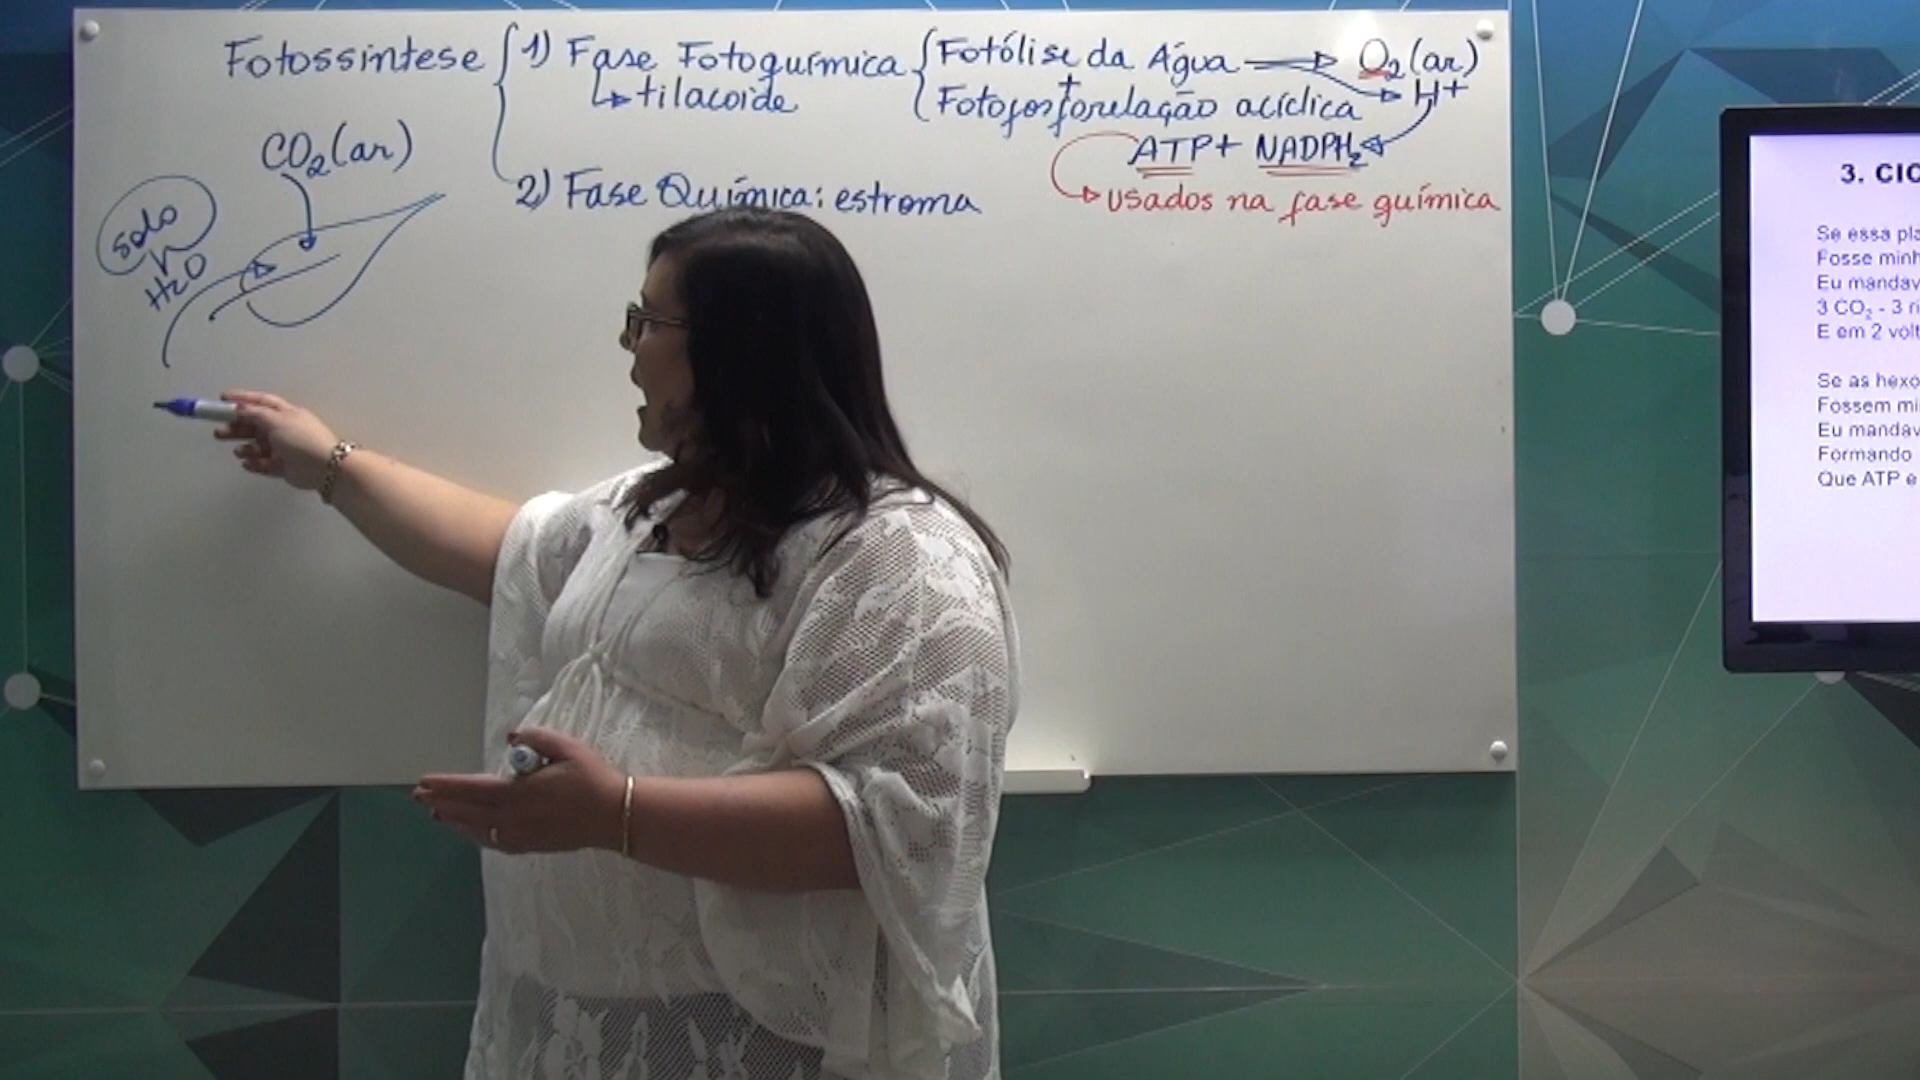 Fotossíntese 1) Fase Fotoquímica Fotólise da Água O₂(ar)
tilacoide + Fotofosforelação acíclica H+
CO₂(ar) ATP + NADPH₂
2) Fase Química: estroma usados na fase química
solo
H2O
3. CIC
Se essa pla
Fosse minh
Eu mandav
3 CO₂ - 3 ri
E em 2 volt
Se as hexo
Fossem mi
Eu mandav
Formando
Que ATP e